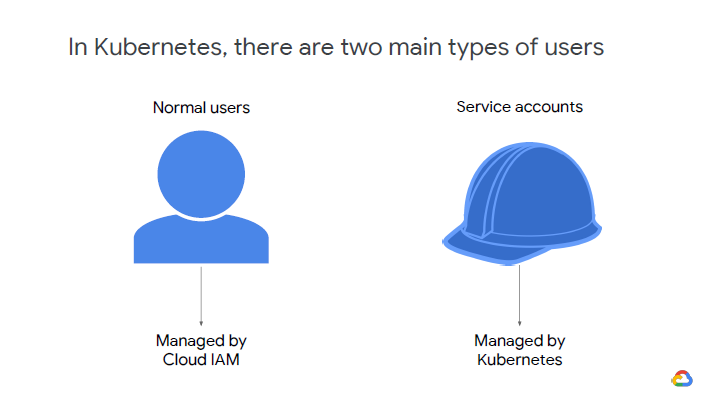 In Kubernetes, there are two main types of users
Normal users
Service accounts
Managed by
Cloud IAM
Managed by
Kubernetes